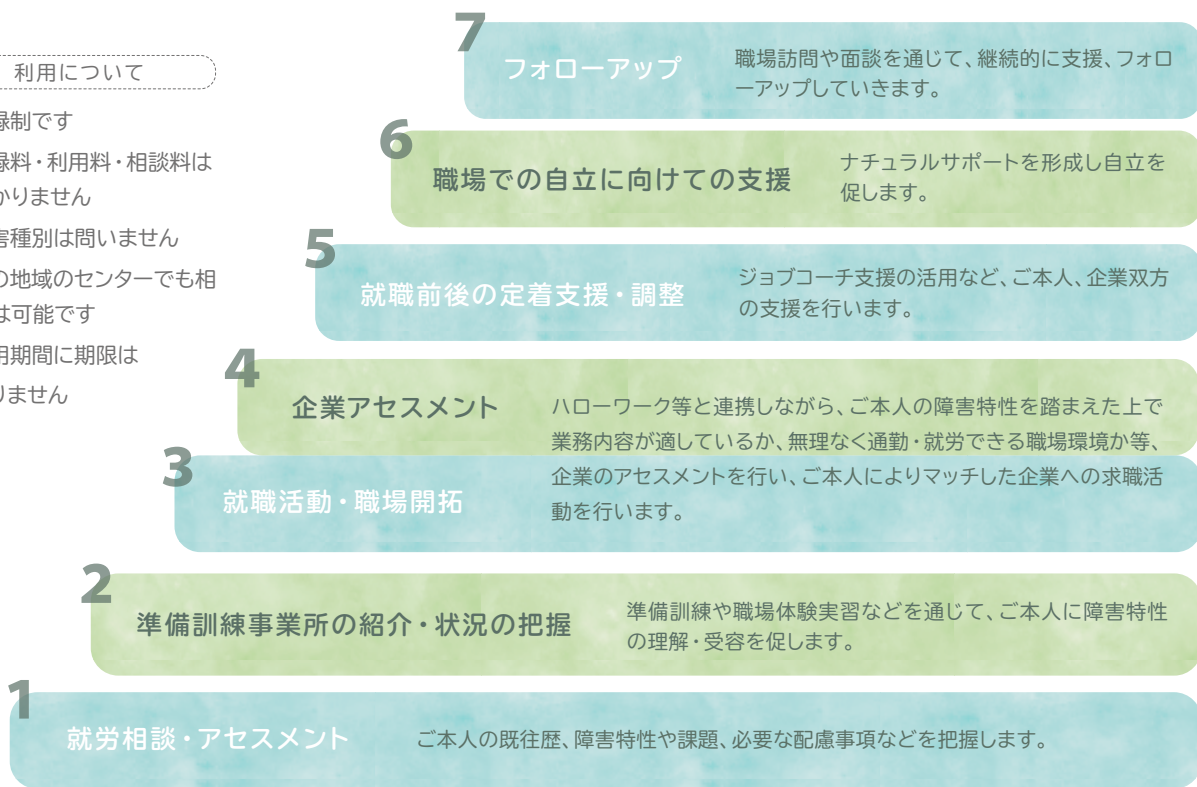 利用について
録制です
録料・利用料・相談料は
かりません
害種別は問いません
の地域のセンターでも相
は可能です
用期間に期限は
りません
7
フォローアップ
職場訪問や面談を通じて、継続的に支援、フォロ
ーアップしていきます。
6
職場での自立に向けての支援
ナチュラルサポートを形成し自立を
促します。
5
就職前後の定着支援・調整
ジョブコーチ支援の活用など、ご本人、企業双方
の支援を行います。
4
企業アセスメント
3
就職活動・職場開拓
ハローワーク等と連携しながら、ご本人の障害特性を踏まえた上で
業務内容が適しているか、無理なく通勤・就労できる職場環境か等、
企業のアセスメントを行い、ご本人によりマッチした企業への求職活
動を行います。
2
準備訓練事業所の紹介・状況の把握
準備訓練や職場体験実習などを通じて、ご本人に障害特性
の理解・受容を促します。
1
就労相談・アセスメント
ご本人の既往歴、障害特性や課題、必要な配慮事項などを把握します。